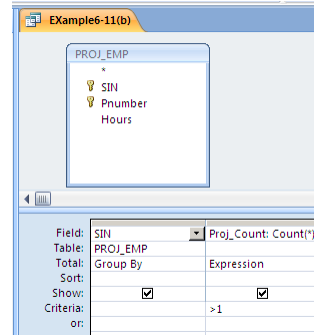 EXample6-11(b)
PROJ_EMP
*
SIN
Pnumber
Hours
Field: SIN Proj_Count: Count(*)
Table: PROJ_EMP
Total: Group By Expression
Sort:
Show:
Criteria: >1
or: